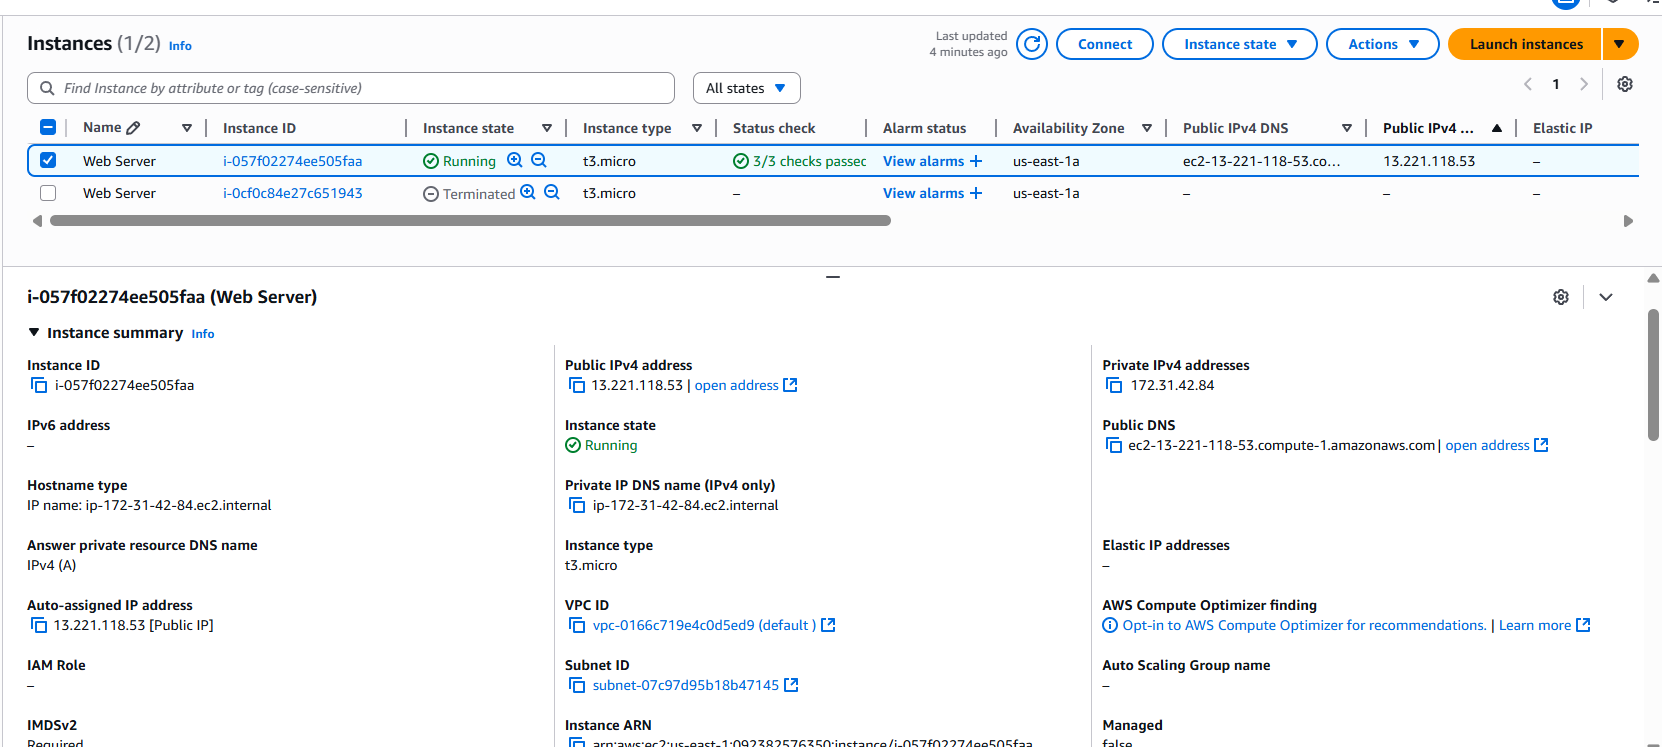 Instances (1/2) Info
Last updated
4 minutes ago
Connect
Instance state
Actions
Launch instances
Find Instance by attribute or tag (case-sensitive)
All states
1
Name Instance ID Instance state Instance type Status check Alarm status Availability Zone Public IPv4 DNS Public IPv4 ... Elastic IP
Web Server i-057f02274ee505faa Running t3.micro 3/3 checks passec View alarms + us-east-1a ec2-13-221-118-53.co... 13.221.118.53 –
Web Server i-0cf0c84e27c651943 Terminated t3.micro – View alarms + us-east-1a – – –
i-057f02274ee505faa (Web Server)
Instance summary Info
Instance ID
i-057f02274ee505faa
Public IPv4 address
13.221.118.53 | open address
Private IPv4 addresses
172.31.42.84
IPv6 address
–
Instance state
Running
Public DNS
ec2-13-221-118-53.compute-1.amazonaws.com | open address
Hostname type
IP name: ip-172-31-42-84.ec2.internal
Private IP DNS name (IPv4 only)
ip-172-31-42-84.ec2.internal
Answer private resource DNS name
IPv4 (A)
Instance type
t3.micro
Elastic IP addresses
–
Auto-assigned IP address
13.221.118.53 [Public IP]
VPC ID
vpc-0166c719e4c0d5ed9 (default )
AWS Compute Optimizer finding
Opt-in to AWS Compute Optimizer for recommendations. | Learn more
IAM Role
–
Subnet ID
subnet-07c97d95b18b47145
Auto Scaling Group name
–
IMDSv2
Required
Instance ARN
arn:aws:ec2:us-east-1:092382576350:instance/i-057f02274ee505faa
Managed
false